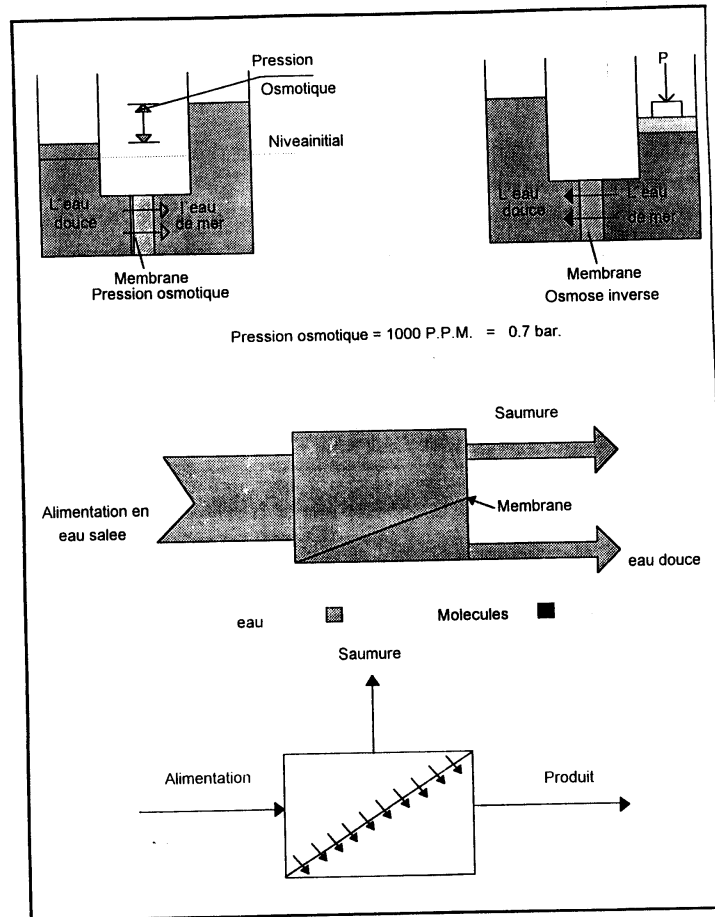 Pression
Osmotique
Niveainitial
L'eau douce
l'eau de mer
Membrane
Pression osmotique
P
L'eau douce
L'eau de mer
Membrane
Osmose inverse
Pression osmotique = 1000 P.P.M. = 0.7 bar.
Saumure
Alimentation en
eau salee
Membrane
eau douce
eau
Molecules
Saumure
Alimentation
Produit